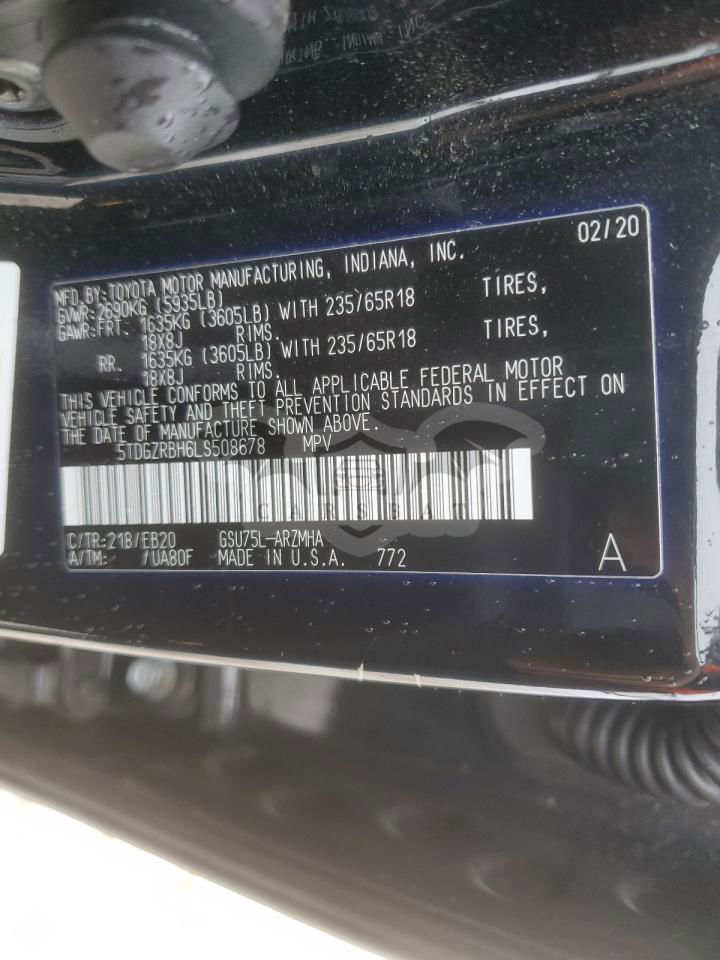 02/20
MFD.BY:TOYOTA MOTOR MANUFACTURING, INDIANA, INC.
GVWR:2690KG (5935LB)
GAWR:FRT. 1635KG (3605LB) WITH 235/65R18 TIRES,
18X8J RIMS.
RR. 1635KG (3605LB) WITH 235/65R18 TIRES,
18X8J RIMS.
THIS VEHICLE CONFORMS TO ALL APPLICABLE FEDERAL MOTOR
VEHICLE SAFETY AND THEFT PREVENTION STANDARDS IN EFFECT ON
THE DATE OF MANUFACTURE SHOWN ABOVE.
5TDGZRBH6LS508678 MPV
C/TR:218/EB20 GSU75L-ARZMHA
A/TM: /UA80F MADE IN U.S.A. 772 A